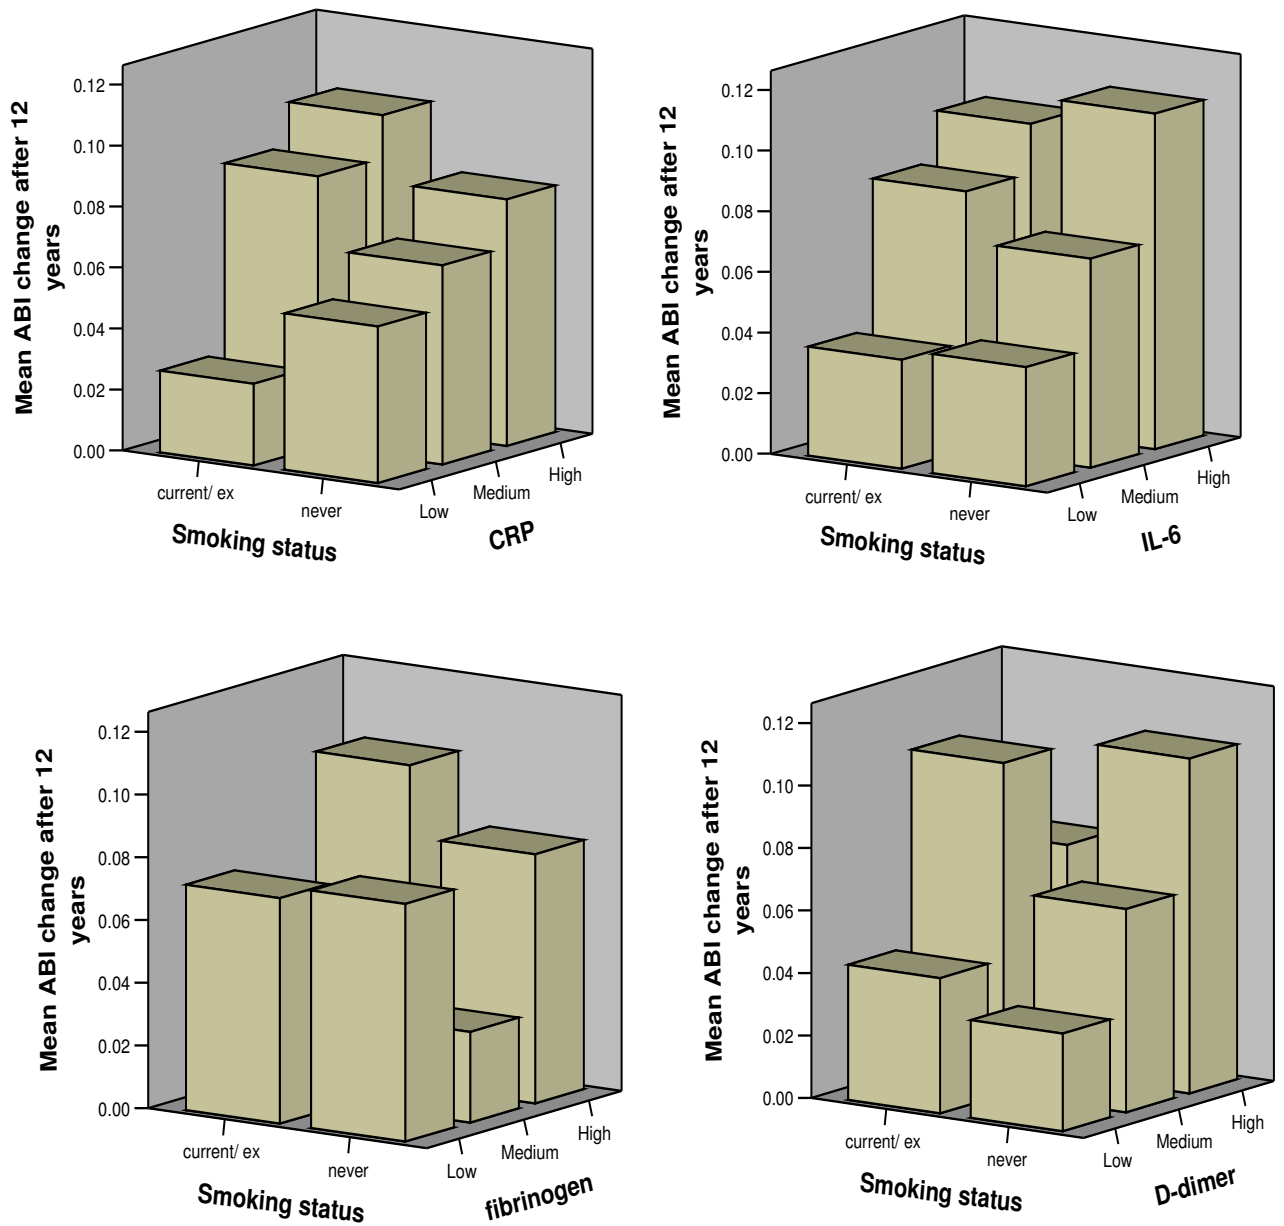 Mean ABI change after 12
years
0.12
0.10
0.08
0.06
0.04
0.02
0.00
current/ ex
never
Smoking status
Low
Medium
High
CRP
Mean ABI change after 12
years
0.12
0.10
0.08
0.06
0.04
0.02
0.00
current/ ex
never
Smoking status
Low
Medium
High
IL-6
Mean ABI change after 12
years
0.12
0.10
0.08
0.06
0.04
0.02
0.00
current/ ex
never
Smoking status
Low
Medium
High
fibrinogen
Mean ABI change after 12
years
0.12
0.10
0.08
0.06
0.04
0.02
0.00
current/ ex
never
Smoking status
Low
Medium
High
D-dimer